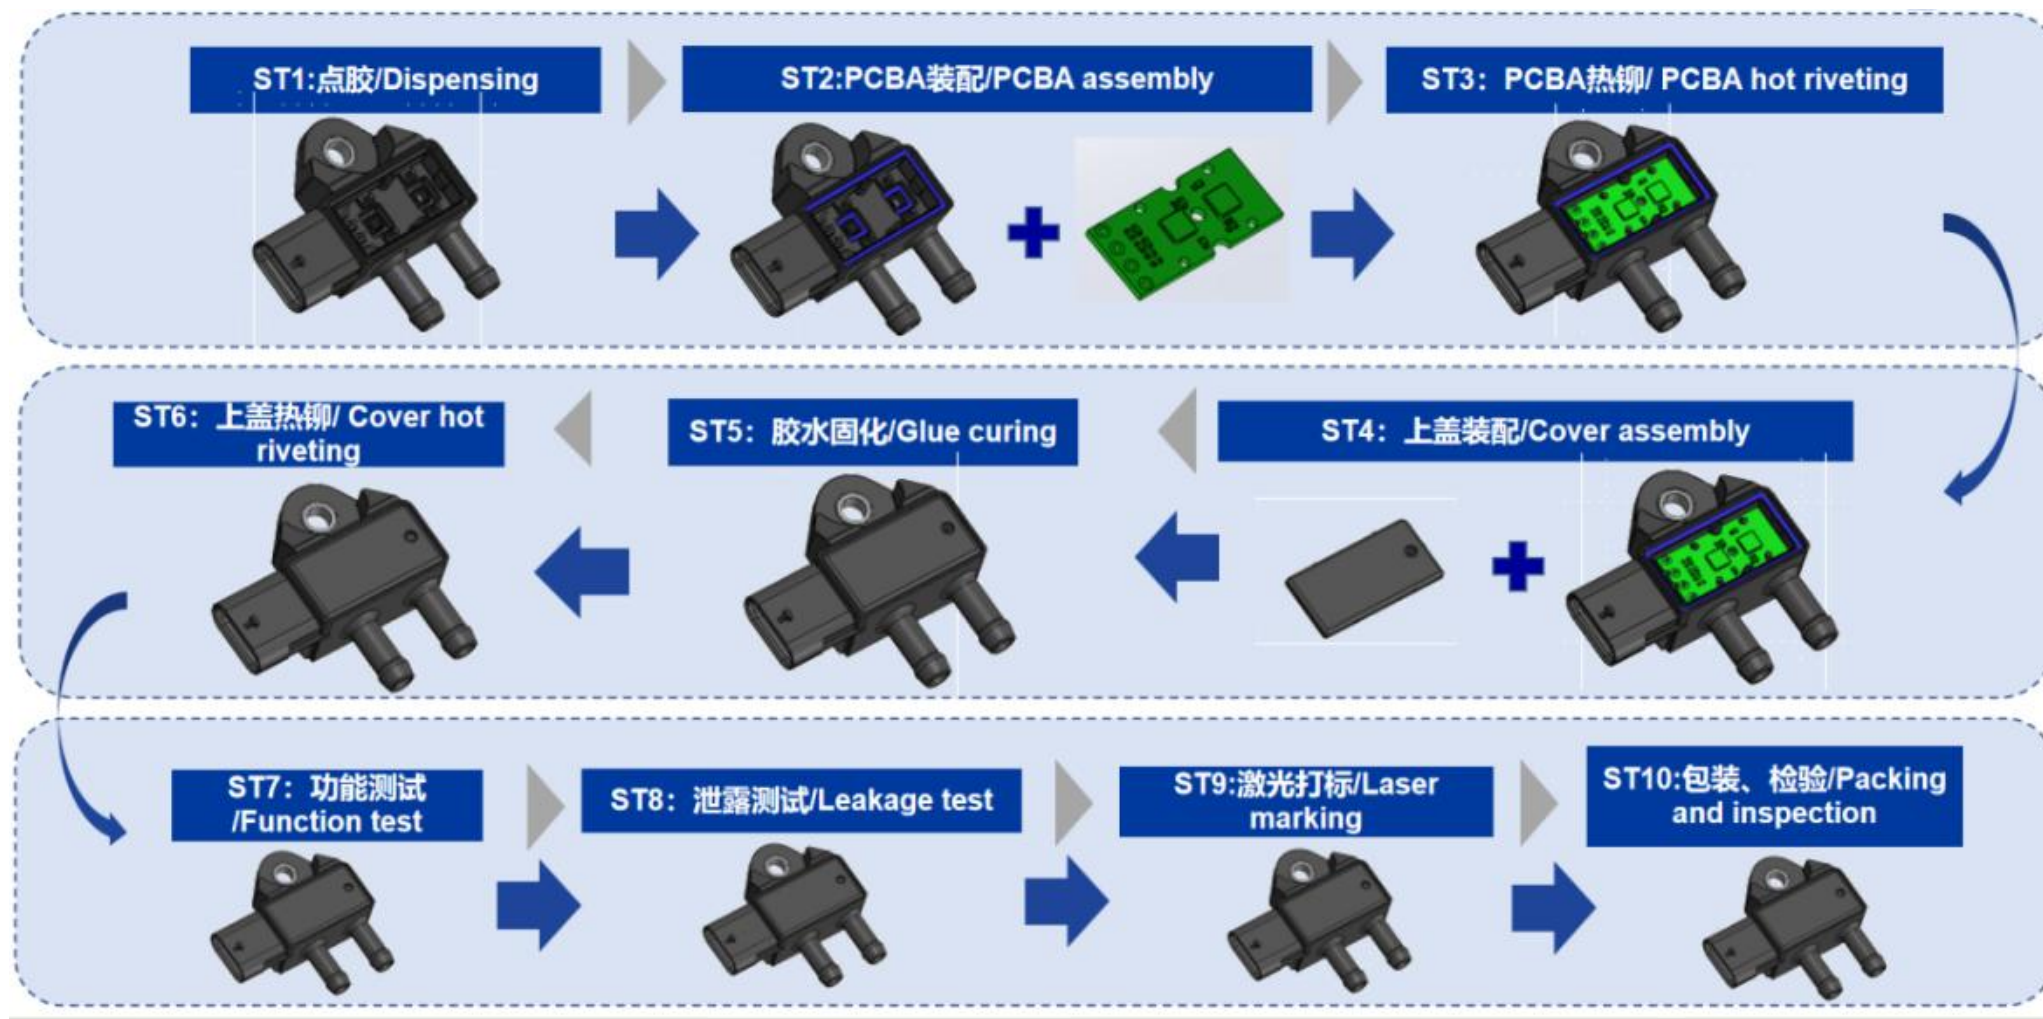 ST1:点胶/Dispensing
ST2:PCBA装配/PCBA assembly
ST3：PCBA热铆/ PCBA hot riveting
ST6：上盖热铆/ Cover hot
riveting
ST5：胶水固化/Glue curing
ST4：上盖装配/Cover assembly
ST7：功能测试
/Function test
ST8：泄露测试/Leakage test
ST9:激光打标/Laser
marking
ST10:包装、检验/Packing
and inspection